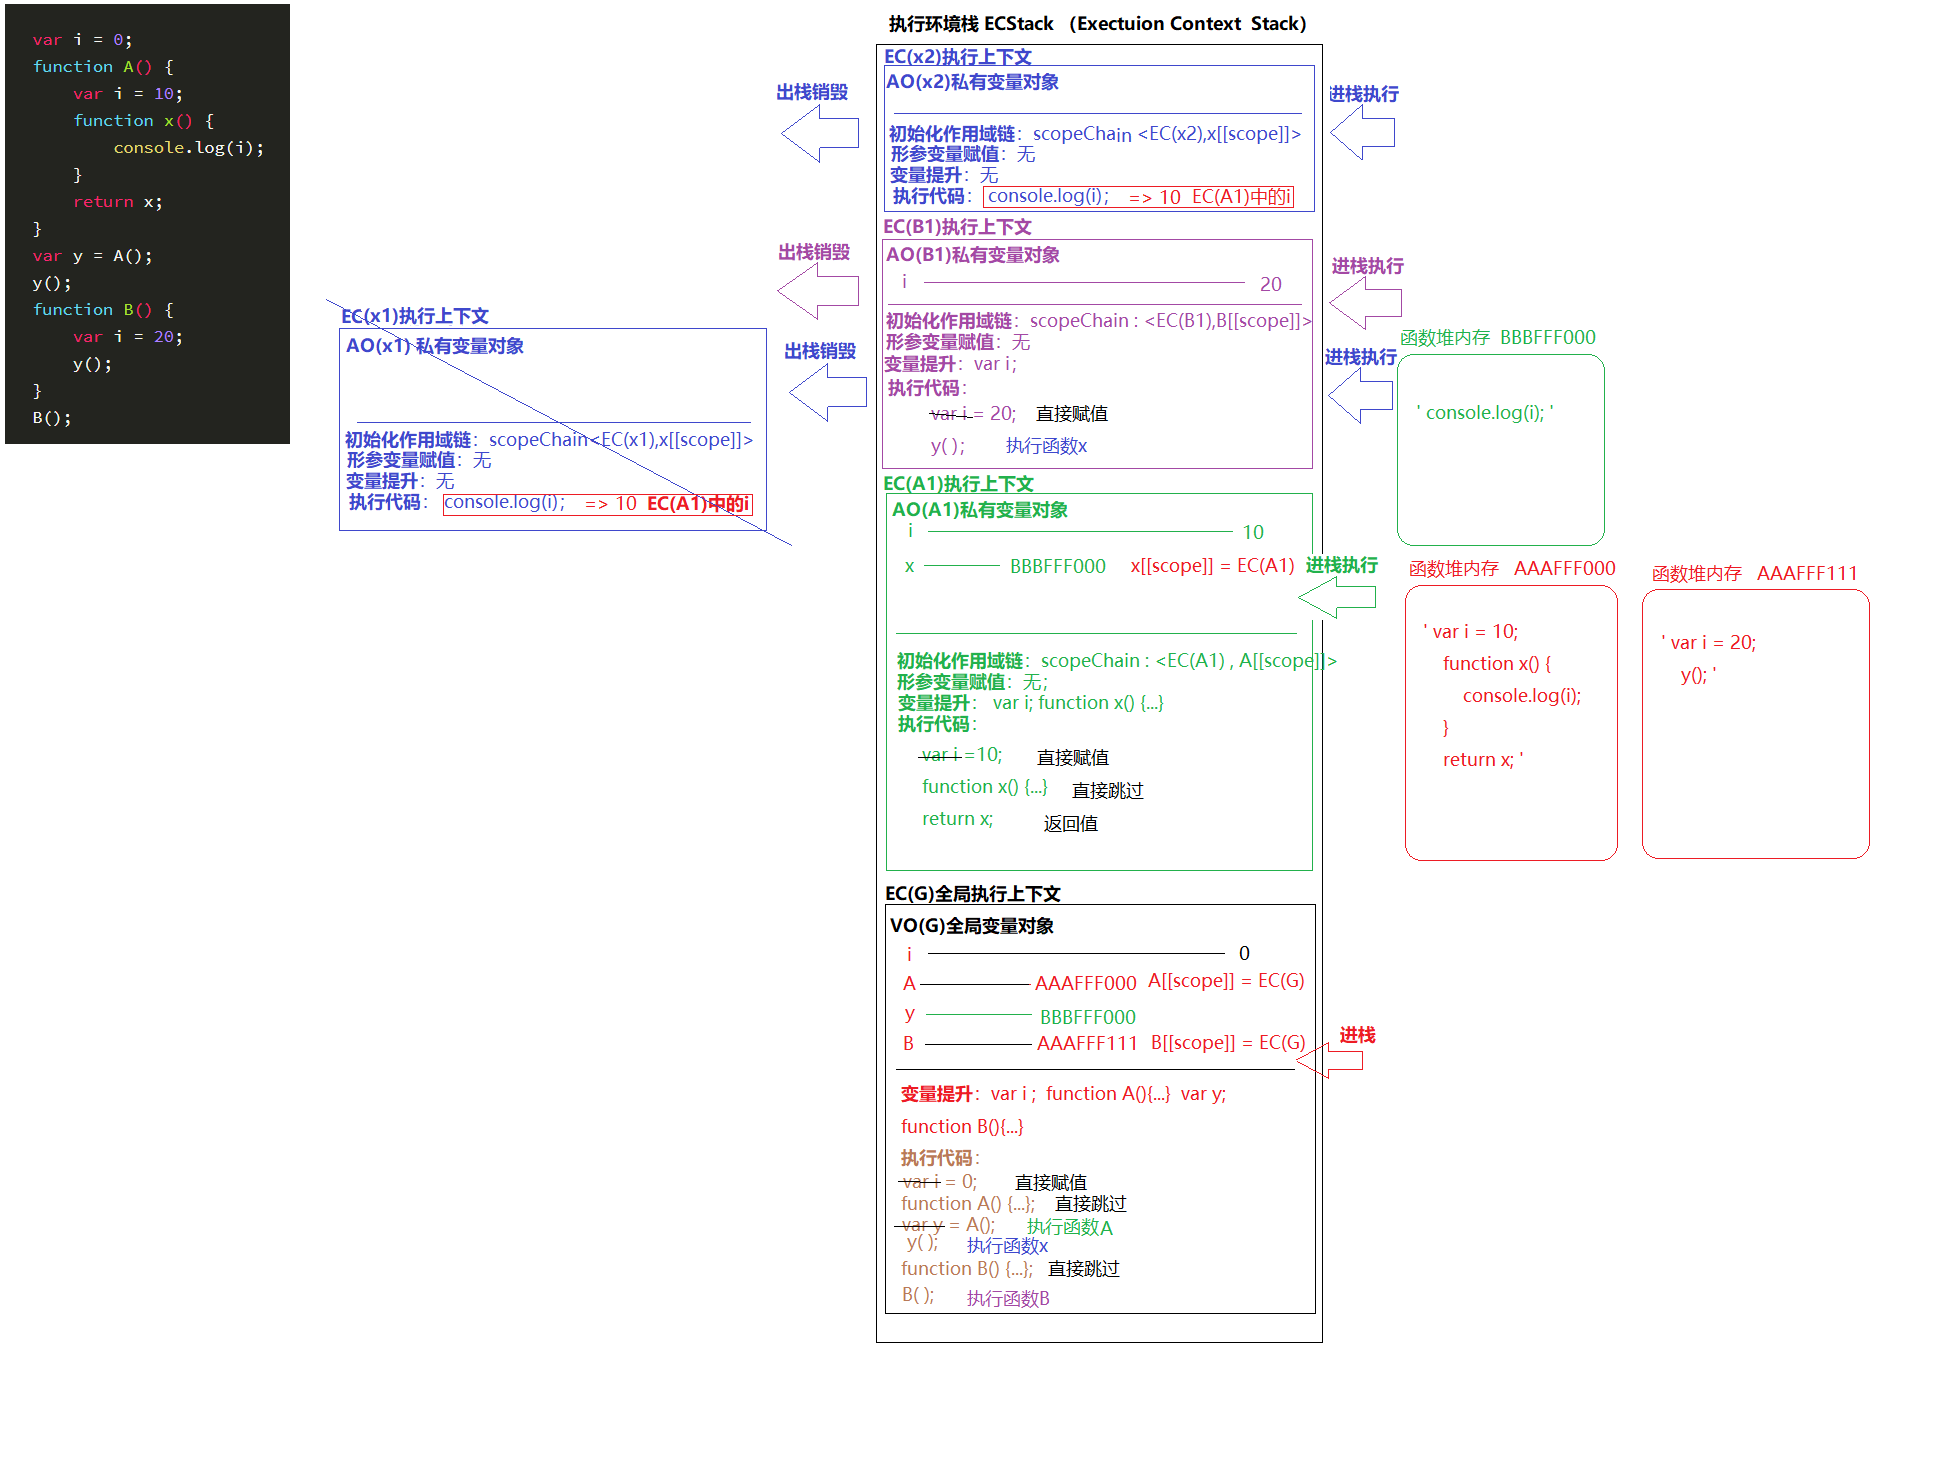 var i = 0;
function A() {
var i = 10;
function x() {
console.log(i);
}
return x;
}
var y = A();
y();
function B() {
var i = 20;
y();
}
B();
EC(x1)执行上下文
AO(x1) 私有变量对象
初始化作用域链：scopeChain<EC(x1),x[[scope]]>
形参变量赋值：无
变量提升：无
执行代码： console.log(i); => 10 EC(A1)中的i
出栈销毁
出栈销毁
出栈销毁
执行环境栈 ECStack （Exectuion Context Stack）
EC(x2)执行上下文
AO(x2)私有变量对象
初始化作用域链：scopeChain <EC(x2),x[[scope]]>
形参变量赋值：无
变量提升：无
执行代码： console.log(i); => 10 EC(A1)中的i
EC(B1)执行上下文
AO(B1)私有变量对象
i 20
初始化作用域链：scopeChain : <EC(B1),B[[scope]]>
形参变量赋值：无
变量提升：var i;
执行代码：
var i = 20; 直接赋值
y( ); 执行函数x
EC(A1)执行上下文
AO(A1)私有变量对象
i 10
x BBBFFF000 x[[scope]] = EC(A1)
初始化作用域链：scopeChain : <EC(A1) , A[[scope]]>
形参变量赋值：无；
变量提升： var i; function x() {...}
执行代码：
var i =10; 直接赋值
function x() {...} 直接跳过
return x; 返回值
EC(G)全局执行上下文
VO(G)全局变量对象
i 0
A AAAFFF000 A[[scope]] = EC(G)
y BBBFFF000
B AAAFFF111 B[[scope]] = EC(G)
变量提升：var i ; function A(){...} var y;
function B(){...}
执行代码：
var i = 0; 直接赋值
function A() {...}; 直接跳过
var y = A(); 执行函数A
y( ); 执行函数x
function B() {...}; 直接跳过
B( ); 执行函数B
进栈执行
进栈执行
进栈执行
进栈执行
进栈
函数堆内存 BBBFFF000
' console.log(i); '
函数堆内存 AAAFFF000
' var i = 10;
function x() {
console.log(i);
}
return x; '
函数堆内存 AAAFFF111
' var i = 20;
y(); '